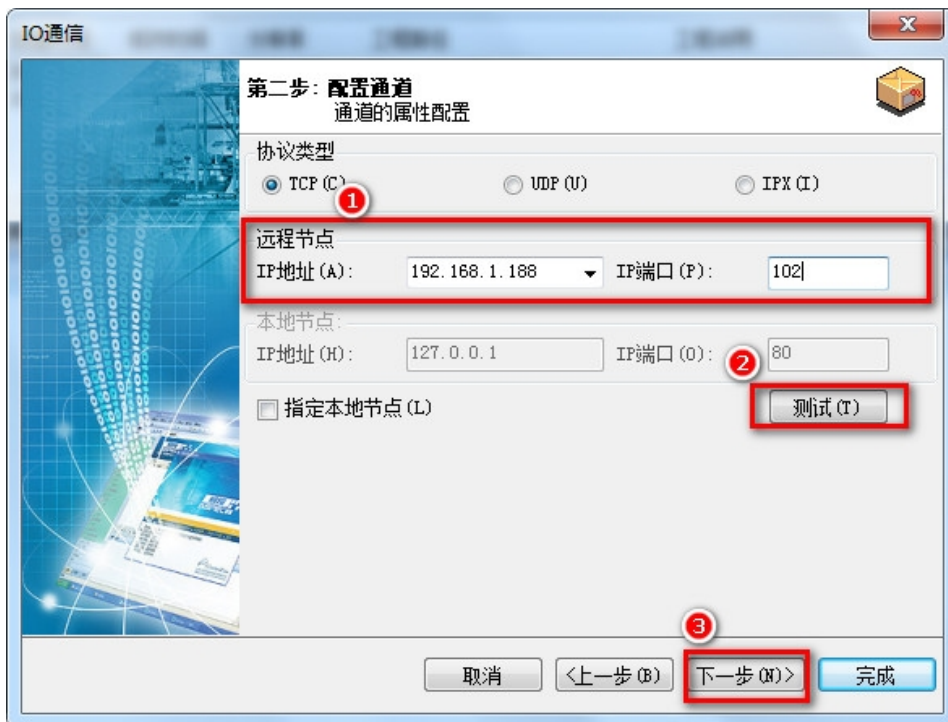 IO通信
第二步: 配置通道
通道的属性配置
协议类型
TCP(C) UDP(U) IPX(I)
1
远程节点
IP地址(A): 192.168.1.188 IP端口(P): 102
本地节点:
IP地址(H): 127.0.0.1 IP端口(O): 80
2
指定本地节点(L) 测试(T)
3
取消 <上一步(B) 下一步(N)> 完成